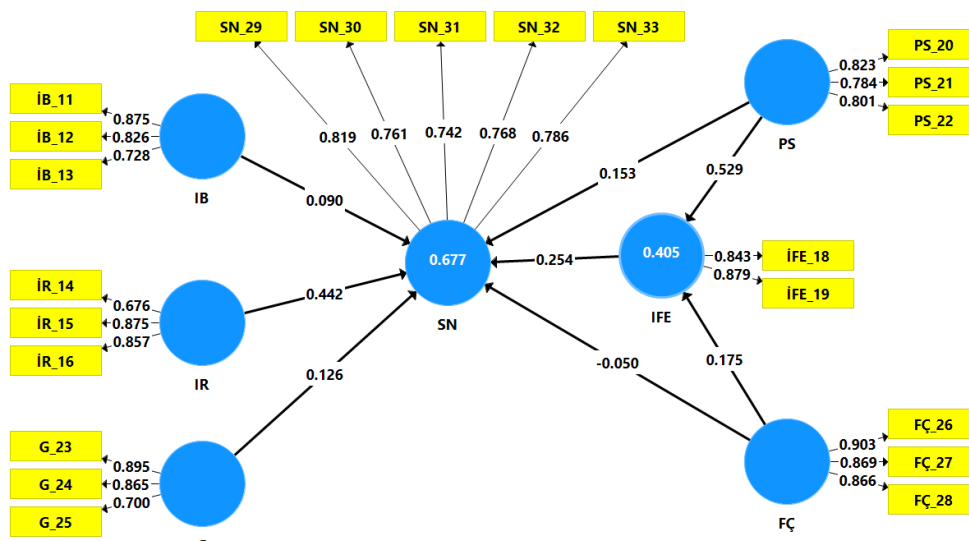 SN_29
SN_30
SN_31
SN_32
SN_33
0.819
0.761
0.742
0.768
0.786
İB_11
İB_12
İB_13
0.875
0.826
0.728
IB
0.090
İR_14
İR_15
İR_16
0.676
0.875
0.857
IR
0.442
G_23
G_24
G_25
0.895
0.865
0.700
0.126
0.677
SN
PS_20
PS_21
PS_22
0.823
0.784
0.801
PS
0.153
0.529
0.254
0.405
IFE
0.843
0.879
İFE_18
İFE_19
-0.050
0.175
FÇ_26
FÇ_27
FÇ_28
0.903
0.869
0.866
FÇ